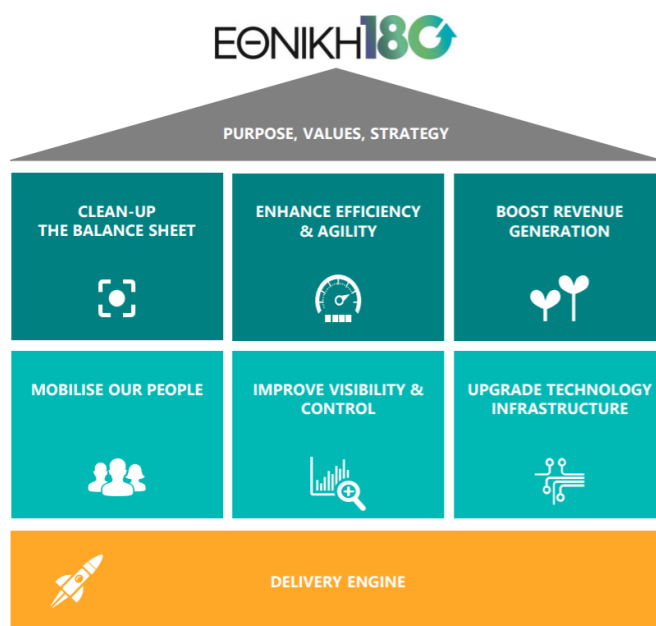 ΕΘΝΙΚΗ180
PURPOSE, VALUES, STRATEGY
CLEAN-UP
THE BALANCE SHEET
ENHANCE EFFICIENCY
& AGILITY
BOOST REVENUE
GENERATION
MOBILISE OUR PEOPLE
IMPROVE VISIBILITY &
CONTROL
UPGRADE TECHNOLOGY
INFRASTRUCTURE
DELIVERY ENGINE